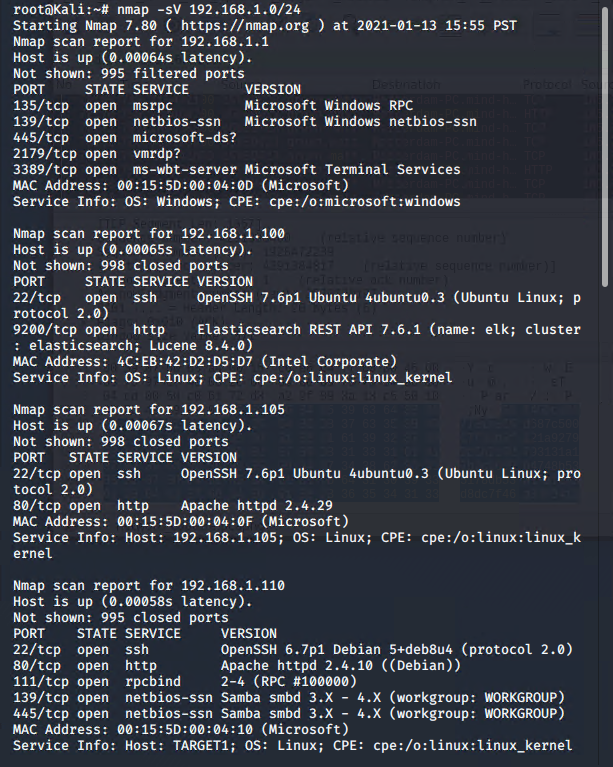 root@Kali:~# nmap -sV 192.168.1.0/24
Starting Nmap 7.80 ( https://nmap.org ) at 2021-01-13 15:55 PST
Nmap scan report for 192.168.1.1
Host is up (0.00064s latency).
Not shown: 995 filtered ports
PORT     STATE SERVICE       VERSION
135/tcp  open  msrpc         Microsoft Windows RPC
139/tcp  open  netbios-ssn   Microsoft Windows netbios-ssn
445/tcp  open  microsoft-ds?
2179/tcp open  vmrdp?
3389/tcp open  ms-wbt-server Microsoft Terminal Services
MAC Address: 00:15:5D:00:04:0D (Microsoft)
Service Info: OS: Windows; CPE: cpe:/o:microsoft:windows

Nmap scan report for 192.168.1.100
Host is up (0.00065s latency).
Not shown: 998 closed ports
PORT     STATE SERVICE VERSION
22/tcp   open  ssh     OpenSSH 7.6p1 Ubuntu 4ubuntu0.3 (Ubuntu Linux; p
rotocol 2.0)
9200/tcp open  http    Elasticsearch REST API 7.6.1 (name: elk; cluster
: elasticsearch; Lucene 8.4.0)
MAC Address: 4C:EB:42:D2:D5:D7 (Intel Corporate)
Service Info: OS: Linux; CPE: cpe:/o:linux:linux_kernel

Nmap scan report for 192.168.1.105
Host is up (0.00067s latency).
Not shown: 998 closed ports
PORT   STATE SERVICE VERSION
22/tcp open  ssh     OpenSSH 7.6p1 Ubuntu 4ubuntu0.3 (Ubuntu Linux; pro
tocol 2.0)
80/tcp open  http    Apache httpd 2.4.29
MAC Address: 00:15:5D:00:04:0F (Microsoft)
Service Info: Host: 192.168.1.105; OS: Linux; CPE: cpe:/o:linux:linux_k
ernel

Nmap scan report for 192.168.1.110
Host is up (0.00058s latency).
Not shown: 995 closed ports
PORT    STATE SERVICE     VERSION
22/tcp  open  ssh         OpenSSH 6.7p1 Debian 5+deb8u4 (protocol 2.0)
80/tcp  open  http        Apache httpd 2.4.10 ((Debian))
111/tcp open  rpcbind     2-4 (RPC #100000)
139/tcp open  netbios-ssn Samba smbd 3.X - 4.X (workgroup: WORKGROUP)
445/tcp open  netbios-ssn Samba smbd 3.X - 4.X (workgroup: WORKGROUP)
MAC Address: 00:15:5D:00:04:10 (Microsoft)
Service Info: Host: TARGET1; OS: Linux; CPE: cpe:/o:linux:linux_kernel